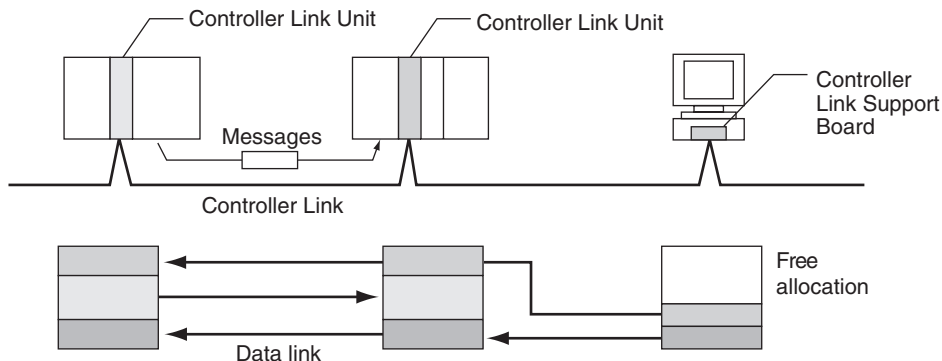 Controller Link Unit
Controller Link Unit
Controller
Link Support
Board
Messages
Controller Link
Free
allocation
Data link